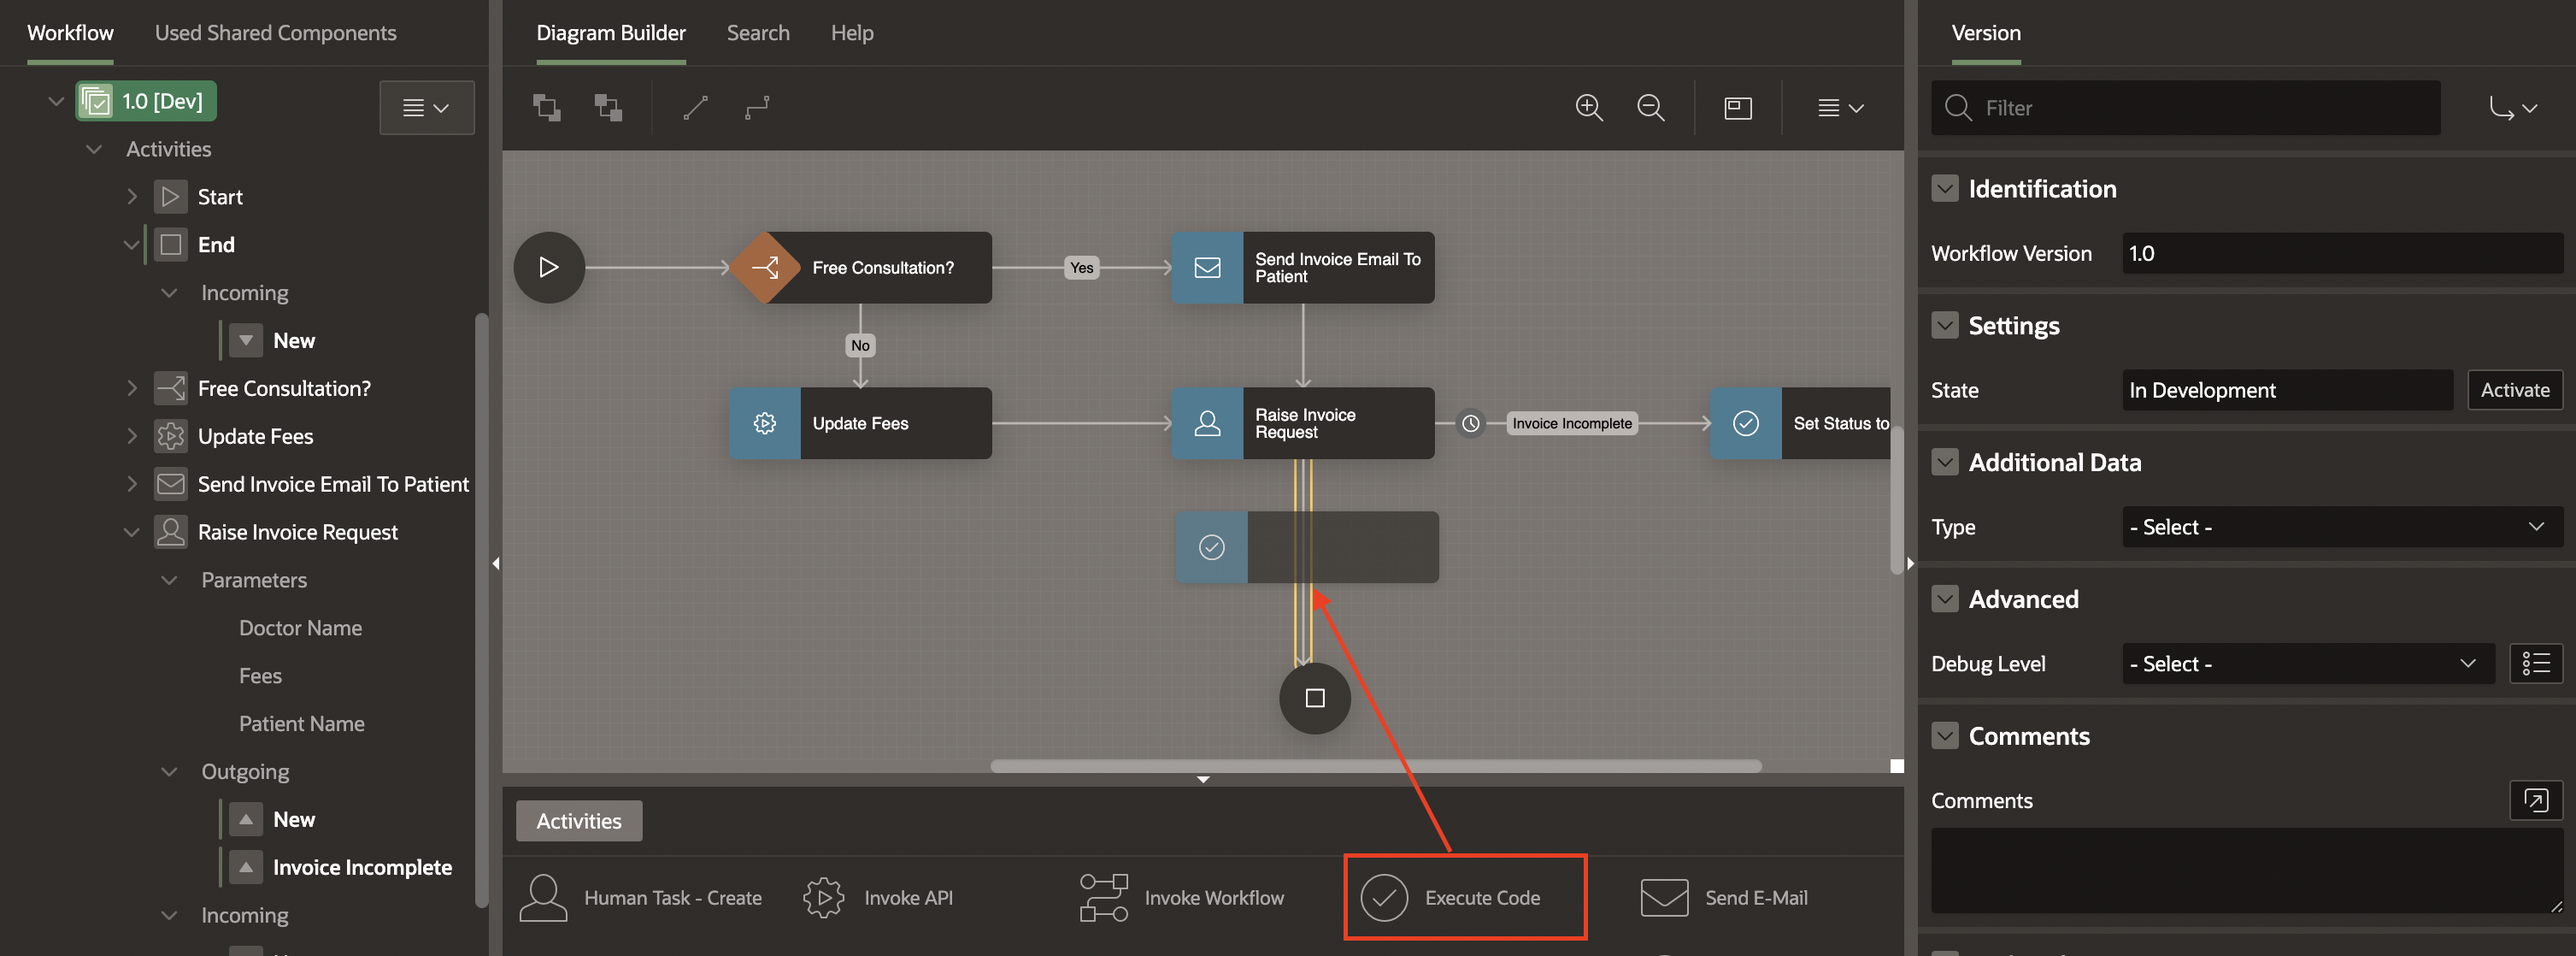 Workflow
Used Shared Components
1.0 [Dev]
Activities
Start
End
Incoming
New
Free Consultation?
Update Fees
Send Invoice Email To Patient
Raise Invoice Request
Parameters
Doctor Name
Fees
Patient Name
Outgoing
New
Invoice Incomplete
Incoming
Diagram Builder
Search
Help
Free Consultation?
Yes
Send Invoice Email To
Patient
No
Update Fees
Raise Invoice
Request
Invoice Incomplete
Set Status to
Activities
Human Task - Create
Invoke API
Invoke Workflow
Execute Code
Send E-Mail
Version
Filter
Identification
Workflow Version
1.0
Settings
State
In Development
Activate
Additional Data
Type
- Select -
Advanced
Debug Level
- Select -
Comments
Comments